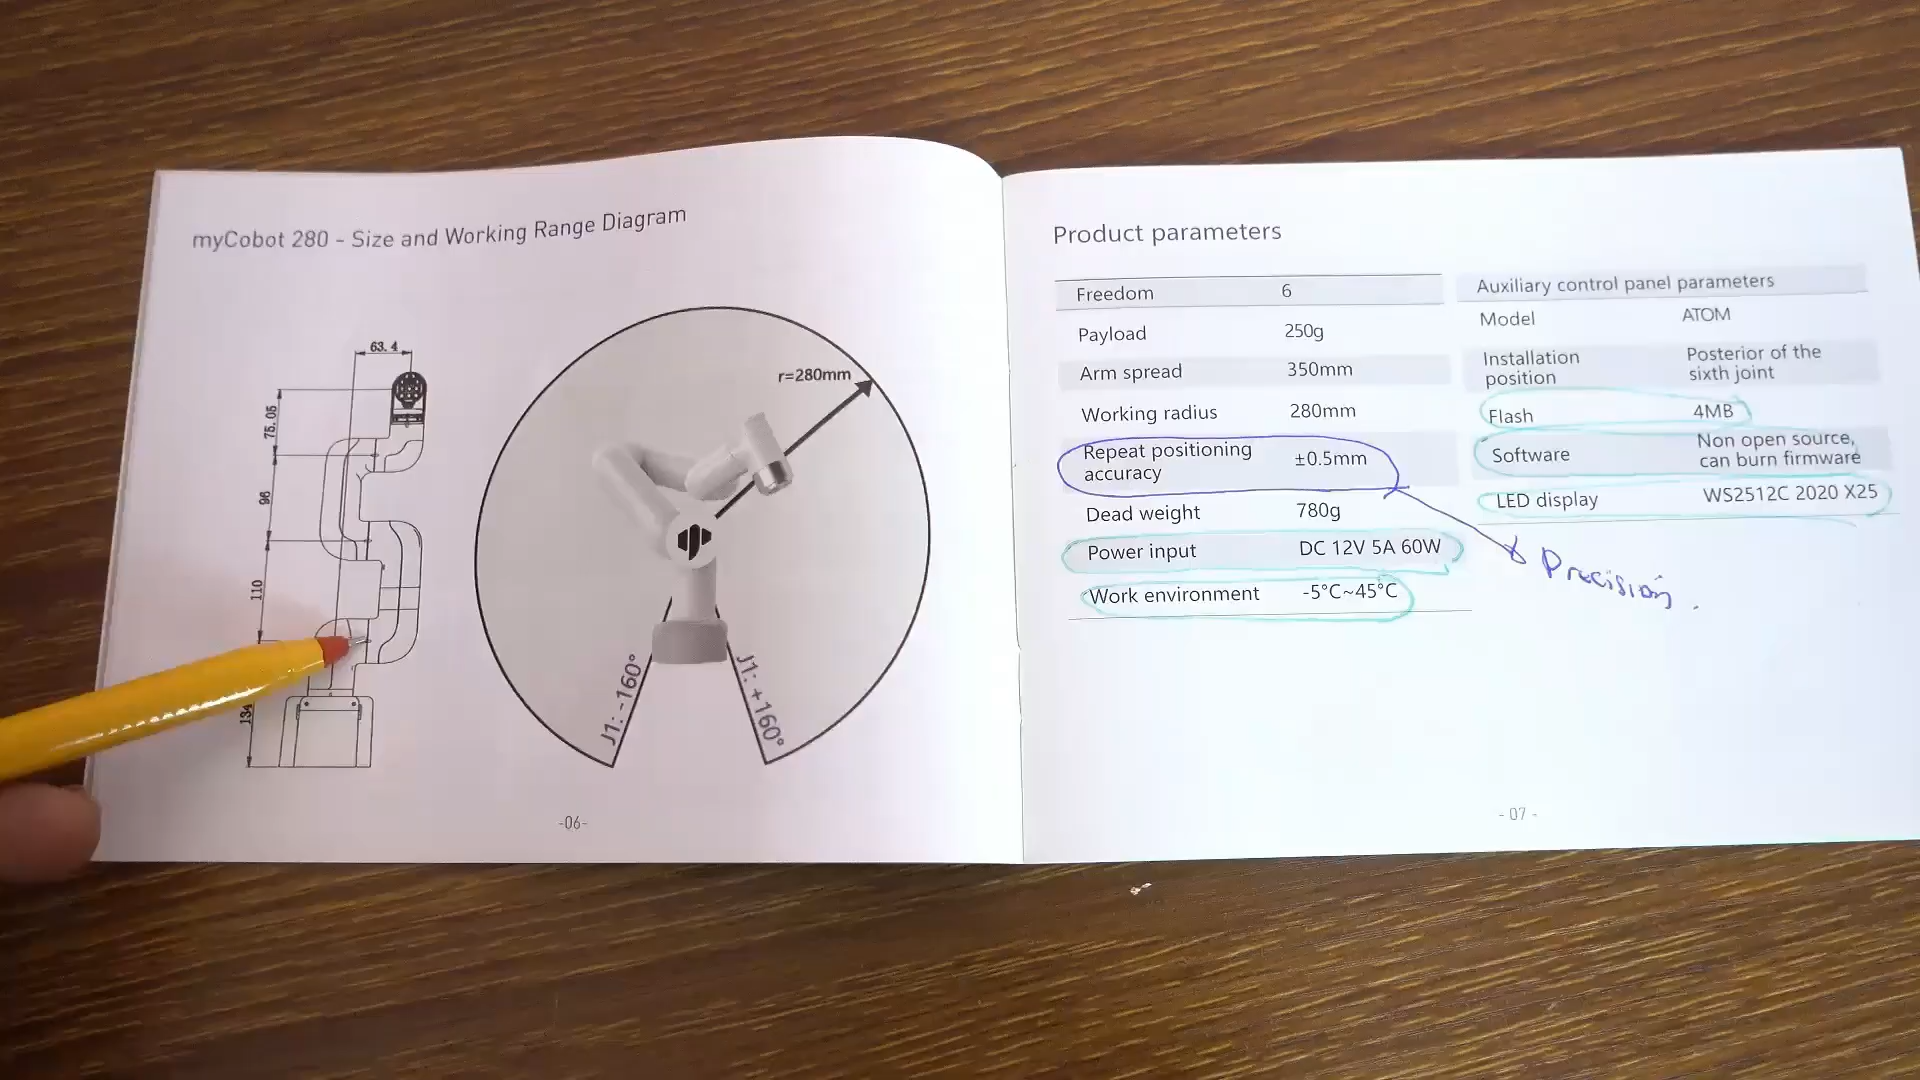 myCobot 280 - Size and Working Range Diagram
63.4
75.05
96
110
134
r=280mm
J1: -160°
J1: +160°
-06-
Product parameters
Freedom 6
Payload 250g
Arm spread 350mm
Working radius 280mm
Repeat positioning
accuracy ±0.5mm
Dead weight 780g
Power input DC 12V 5A 60W
Work environment -5°C~45°C
Auxiliary control panel parameters
Model ATOM
Installation
position
Posterior of the
sixth joint
Flash 4MB
Software
Non open source,
can burn firmware
LED display WS2512C 2020 X25
Precisión.
- 07 -